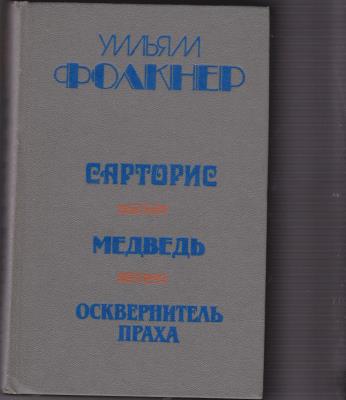 УИЛЬЯМ
ФОЛКНЕР
САРТОРИС
МЕДВЕДЬ
ОСКВЕРНИТЕЛЬ
ПРАХА